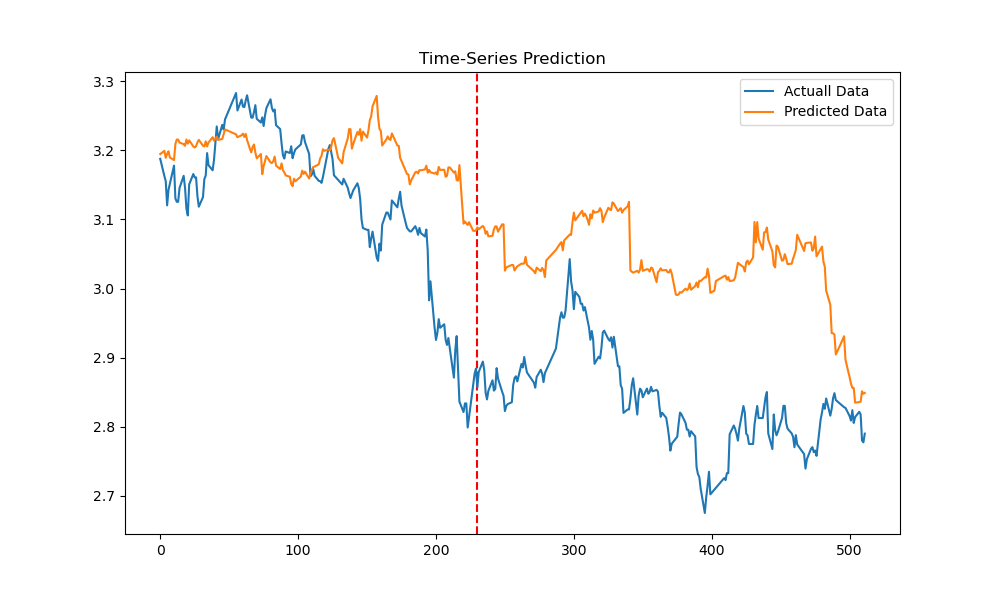 Time-Series Prediction
Actuall Data
Predicted Data
3.3
3.2
3.1
3.0
2.9
2.8
2.7
0 100 200 300 400 500